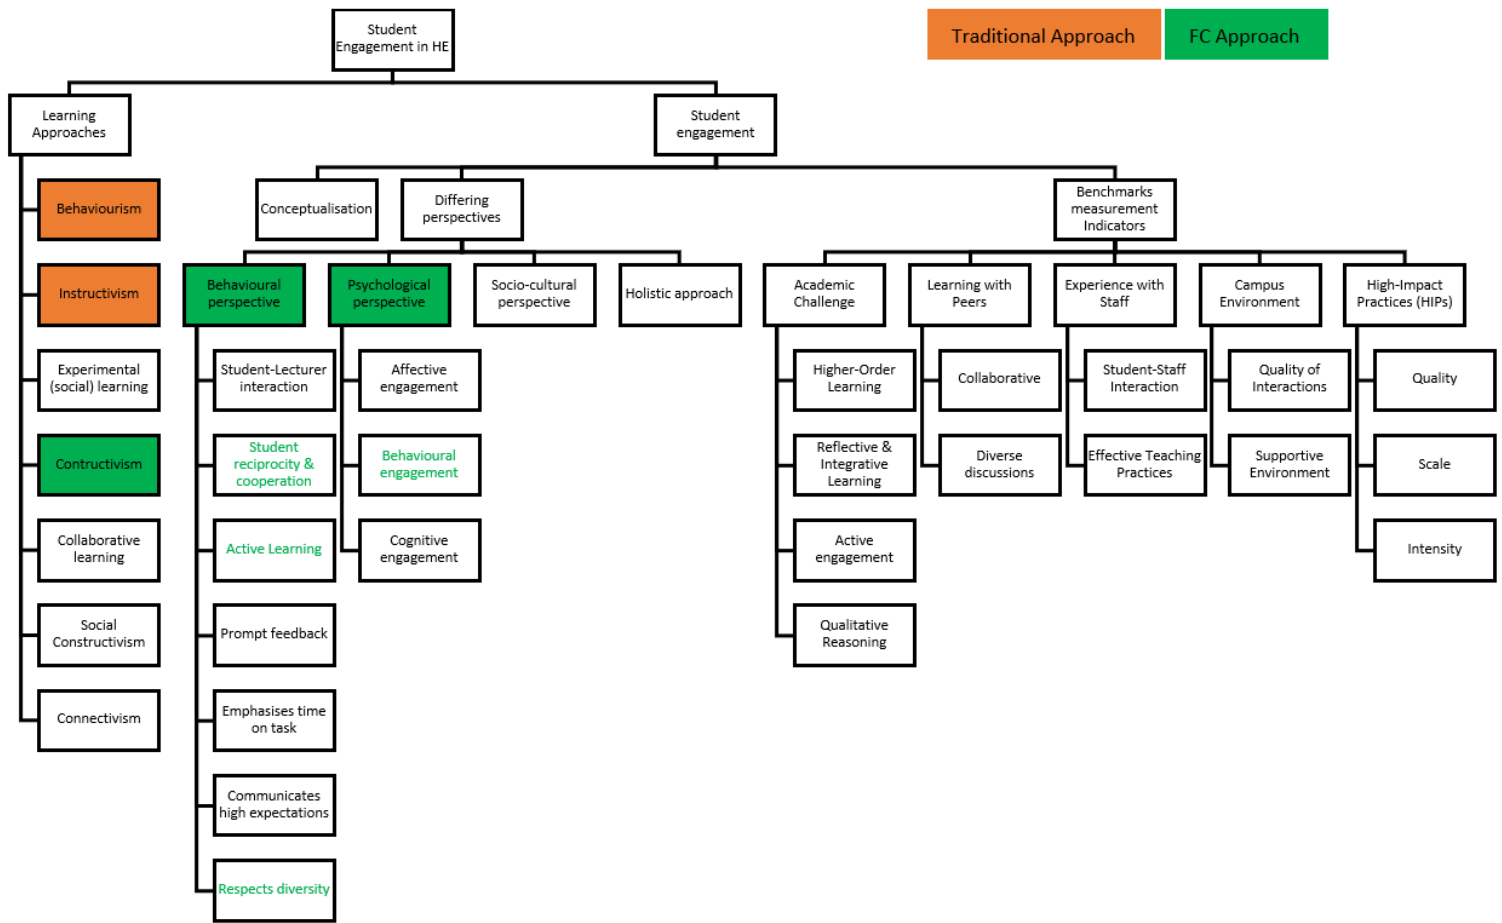 Student
Engagement in HE
Traditional Approach
FC Approach
Learning
Approaches
Student
engagement
Behaviourism
Conceptualisation
Differing
perspectives
Benchmarks
measurement
Indicators
Instructivism
Behavioural
perspective
Psychological
perspective
Socio-cultural
perspective
Holistic approach
Academic
Challenge
Learning with
Peers
Experience with
Staff
Campus
Environment
High-Impact
Practices (HIPs)
Experimental
(social) learning
Student-Lecturer
interaction
Affective
engagement
Higher-Order
Learning
Collaborative
Student-Staff
Interaction
Quality of
Interactions
Quality
Contructivism
Student
reciprocity &
cooperation
Behavioural
engagement
Reflective &
Integrative
Learning
Diverse
discussions
Effective Teaching
Practices
Supportive
Environment
Scale
Collaborative
learning
Active Learning
Cognitive
engagement
Active
engagement
Intensity
Social
Constructivism
Prompt feedback
Qualitative
Reasoning
Connectivism
Emphasises time
on task
Communicates
high expectations
Respects diversity